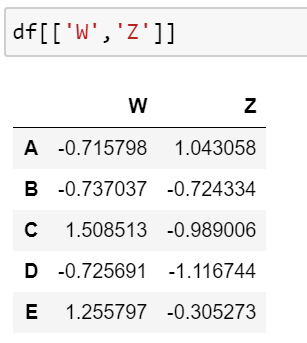 df[['W','Z']]
W Z
A -0.715798 1.043058
B -0.737037 -0.724334
C 1.508513 -0.989006
D -0.725691 -1.116744
E 1.255797 -0.305273